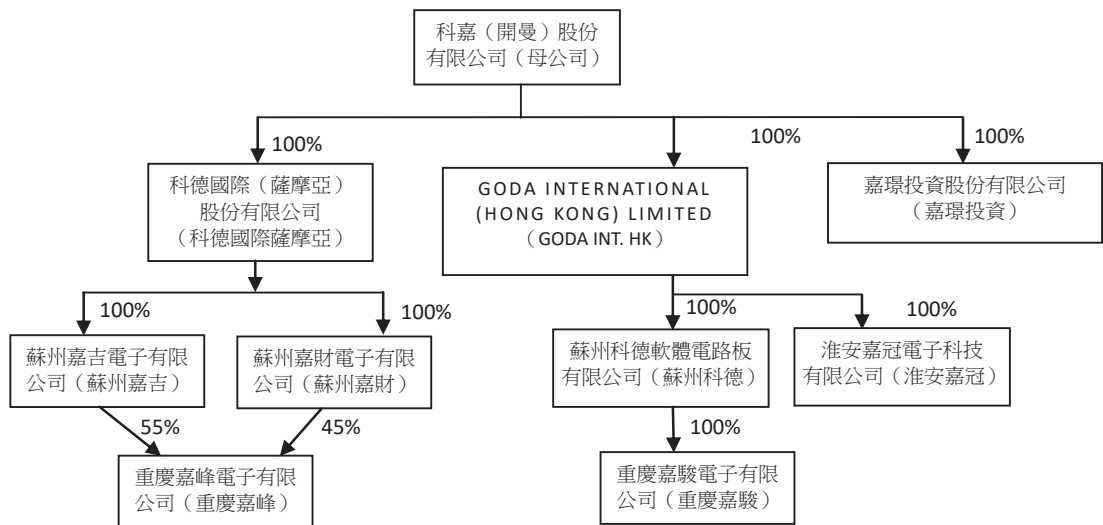 科嘉（開曼）股份
有限公司（母公司）
100%
100%
100%
科德國際（薩摩亞）
股份有限公司
（科德國際薩摩亞）
GODA INTERNATIONAL
(HONG KONG) LIMITED
（GODA INT. HK）
嘉璟投資股份有限公司
（嘉璟投資）
100%
100%
100%
100%
蘇州嘉吉電子有限
公司（蘇州嘉吉）
蘇州嘉財電子有限
公司（蘇州嘉財）
蘇州科德軟體電路板
有限公司（蘇州科德）
淮安嘉冠電子科技
有限公司（淮安嘉冠）
55%
45%
100%
重慶嘉峰電子有限
公司（重慶嘉峰）
重慶嘉駿電子有限
公司（重慶嘉駿）